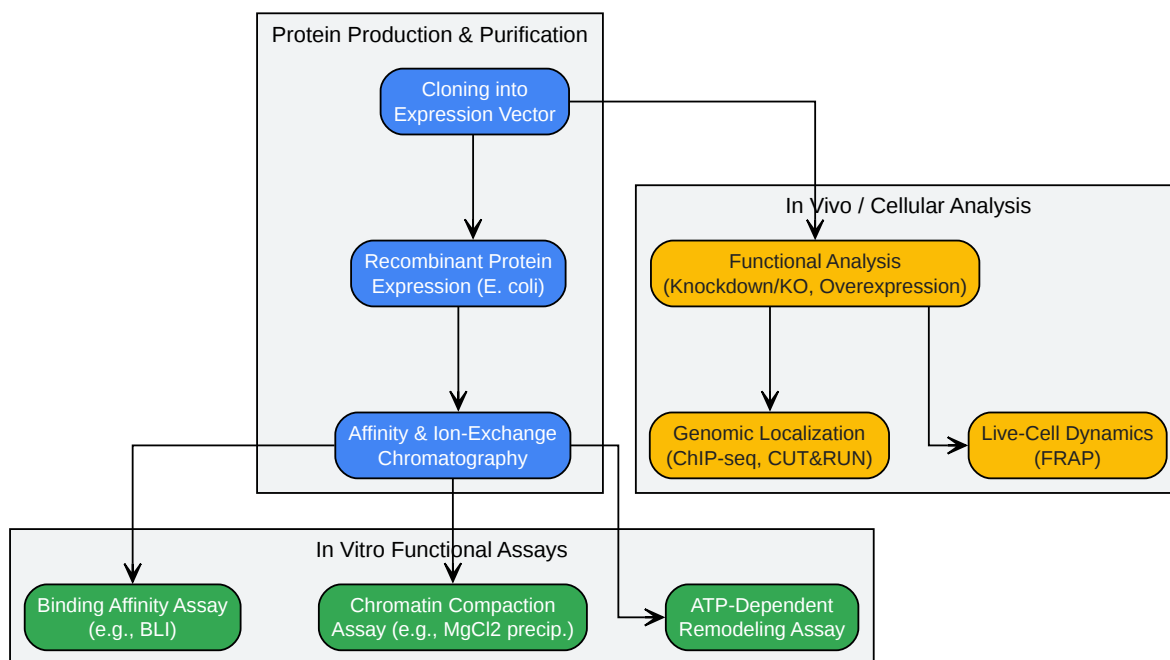 Protein Production & Purification
Cloning into
Expression Vector
In Vivo / Cellular Analysis
Recombinant Protein
Expression (E. coli)
Functional Analysis
(Knockdown/KO, Overexpression)
Affinity & Ion-Exchange
Chromatography
Genomic Localization
(ChIP-seq, CUT&RUN)
Live-Cell Dynamics
(FRAP)
In Vitro Functional Assays
Binding Affinity Assay
(e.g., BLI)
Chromatin Compaction
Assay (e.g., MgCl2 precip.)
ATP-Dependent
Remodeling Assay